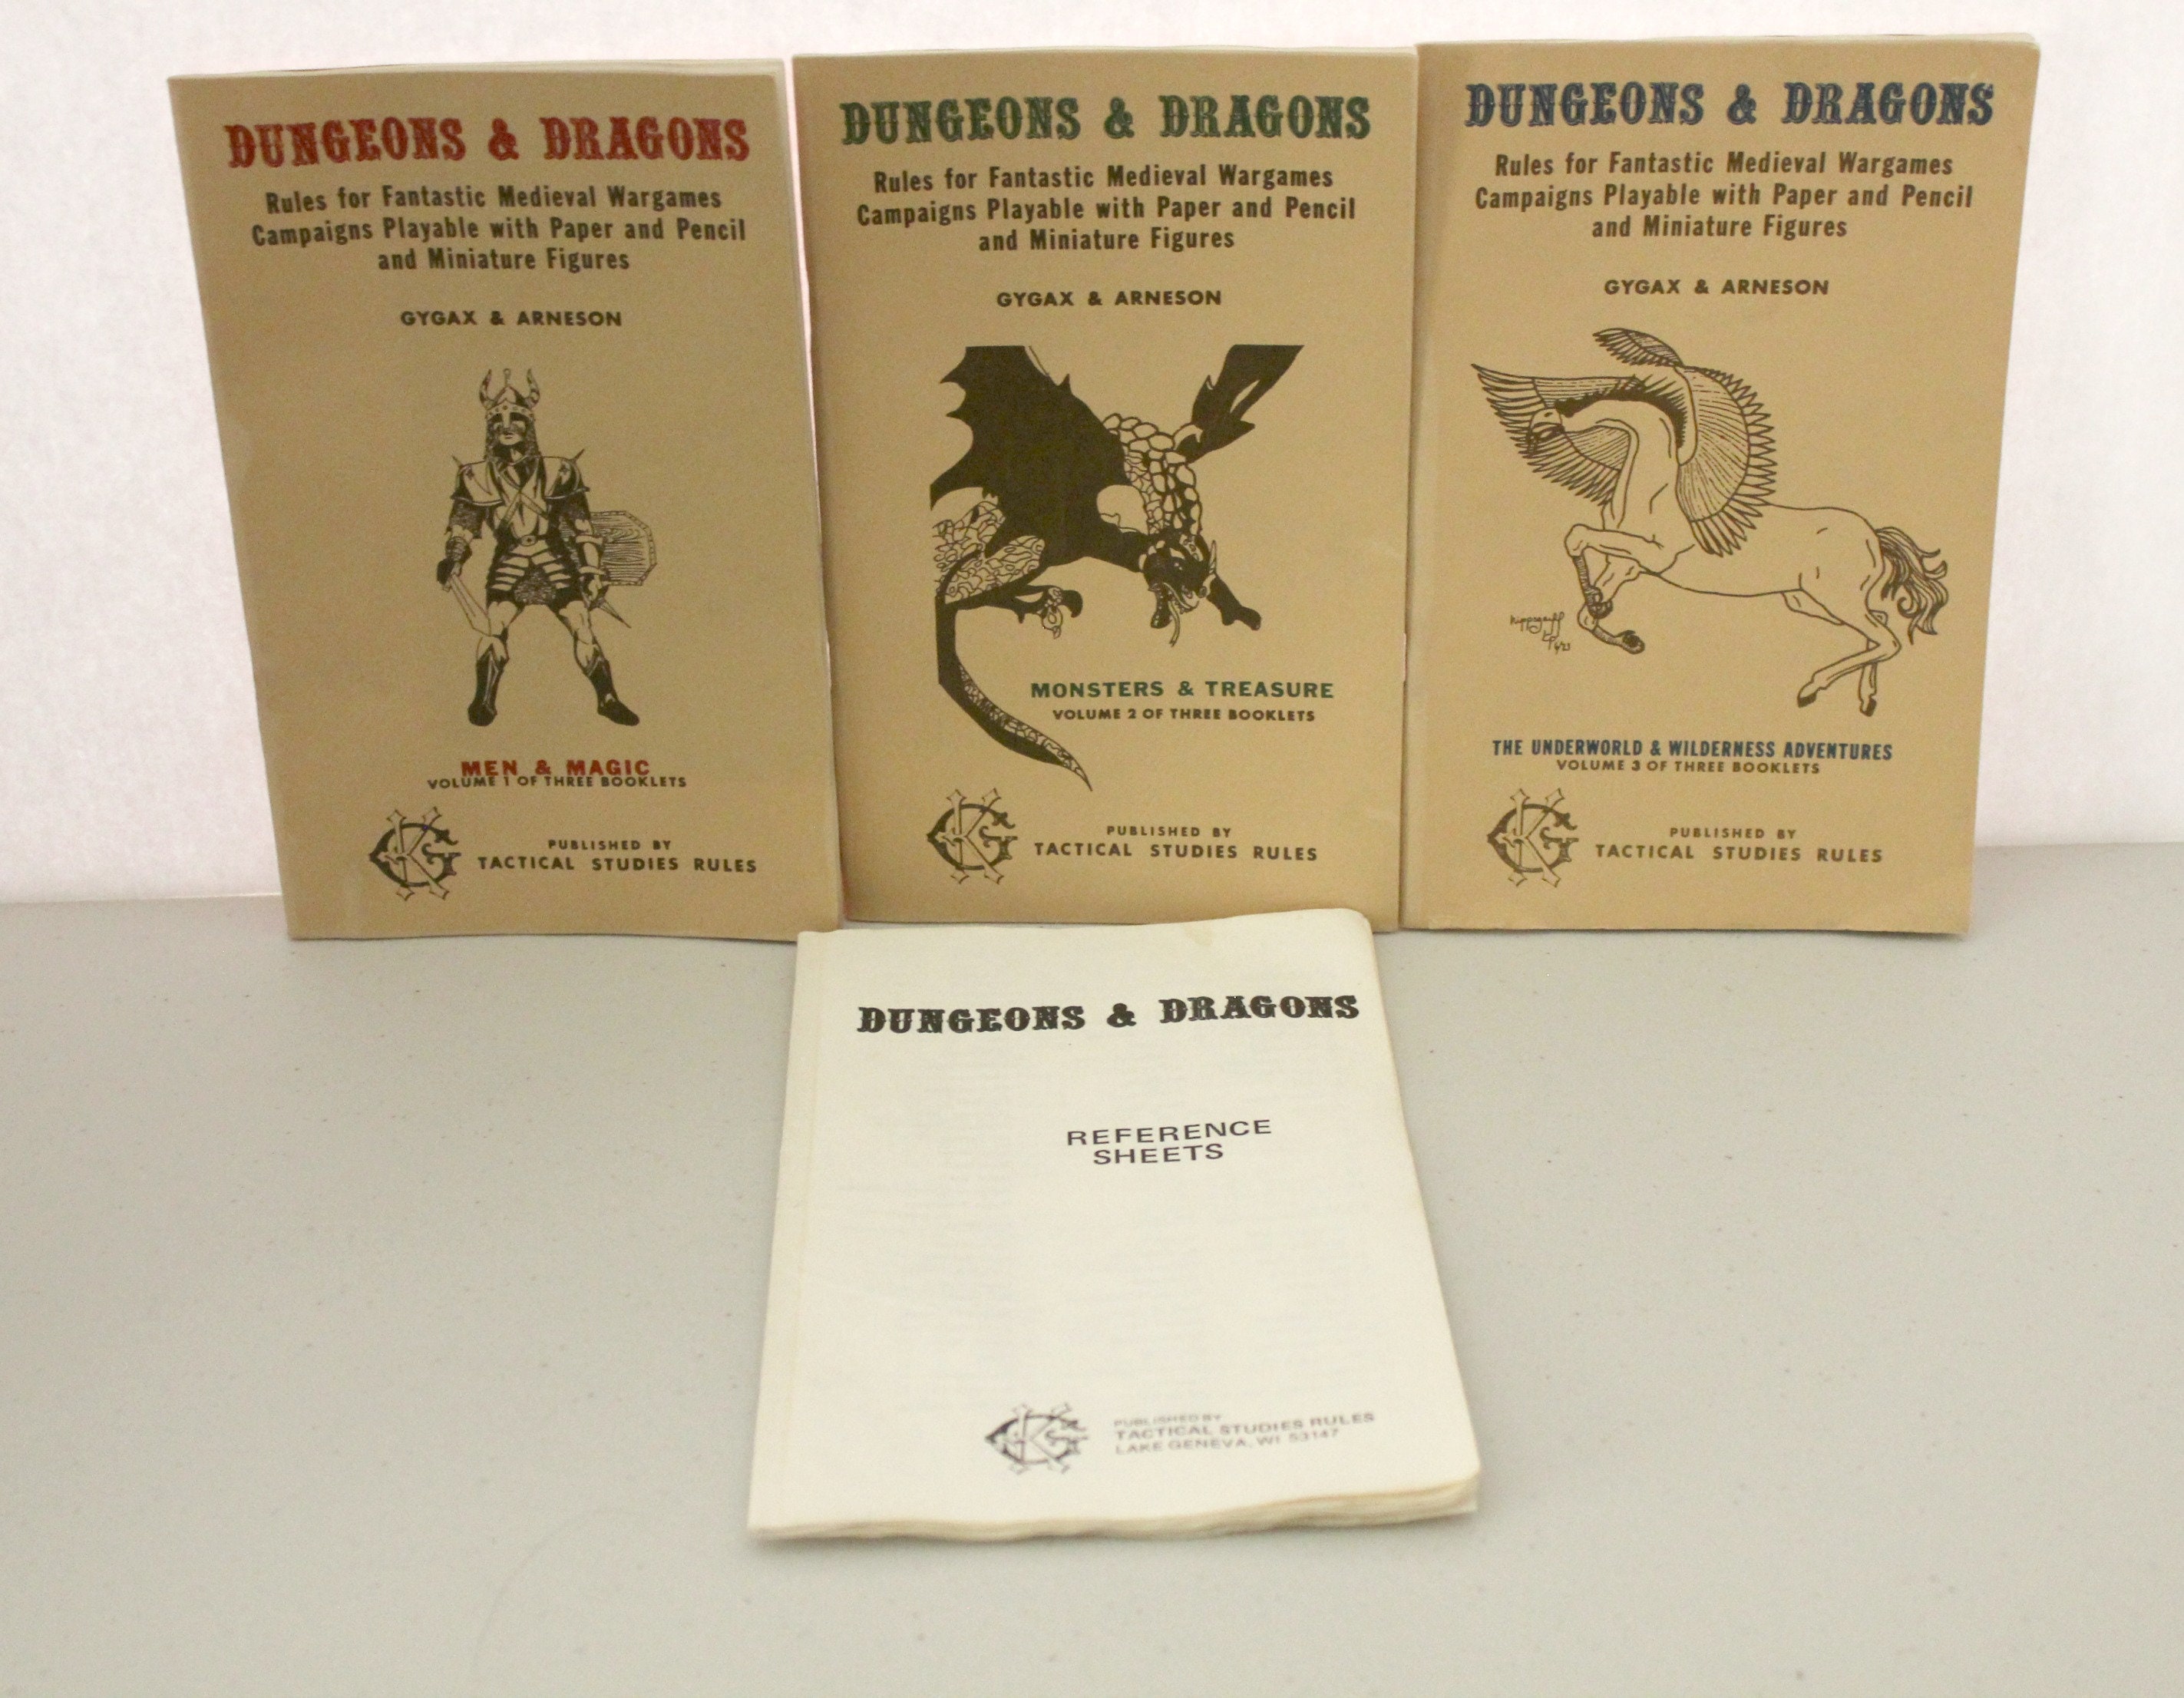 DUNGEONS & DRAGONS
Rules for Fantastic Medieval Wargames
Campaigns Playable with Paper and Pencil
and Miniature Figures
GYGAX & ARNESON
MEN & MAGIC
VOLUME 1 OF THREE BOOKLETS
GK
PUBLISHED BY
TACTICAL STUDIES RULES
DUNGEONS & DRAGONS
Rules for Fantastic Medieval Wargames
Campaigns Playable with Paper and Pencil
and Miniature Figures
GYGAX & ARNESON
MONSTERS & TREASURE
VOLUME 2 OF THREE BOOKLETS
GK
PUBLISHED BY
TACTICAL STUDIES RULES
DUNGEONS & DRAGONS
Rules for Fantastic Medieval Wargames
Campaigns Playable with Paper and Pencil
and Miniature Figures
GYGAX & ARNESON
Hippogriff
THE UNDERWORLD & WILDERNESS ADVENTURES
VOLUME 3 OF THREE BOOKLETS
GK
PUBLISHED BY
TACTICAL STUDIES RULES
DUNGEONS & DRAGONS
REFERENCE
SHEETS
GK
PUBLISHED BY
TACTICAL STUDIES RULES
LAKE GENEVA, WI 53147